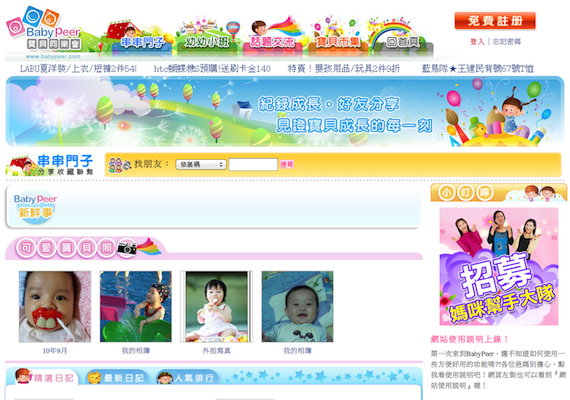 BabyPeer
寶貝同樂會
www.babypeer.com
串串門子
幼幼小班
話題交流
寶貝市集
回首頁
免費註冊
登入 | 忘記密碼
LABU夏洋裝/上衣/短褲2件54
htc蝴蝶機S預購!送刷卡金140
特賣！嬰孩用品/玩具2件9折
藍鳥隊★王建民背號67號T恤
紀錄成長。好友分享
見證寶貝成長的每一刻
串串門子
分享收藏聯繫
找朋友：
依暱稱
搜尋
BabyPeer
新鮮事
可愛寶貝照
10年9月
我的相簿
外拍寫真
我的相簿
精選日記
最新日記
人氣排行
小叮嚀
招募
媽咪幫手大隊
網站使用說明上線！
第一次來到BabyPeer，還不知道如何使用一
些方便好用的功能嗎??各位爸媽別擔心，點
我看使用說明吧！網頁左側也可以看到『網
站使用說明』喔！